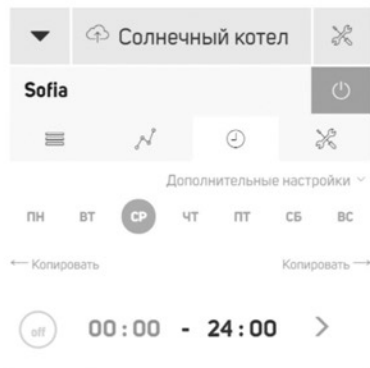 Солнечный котел
Sofia
Дополнительные настройки
ПН ВТ СР ЧТ ПТ СБ ВС
← Копировать Копировать →
off 00:00 - 24:00